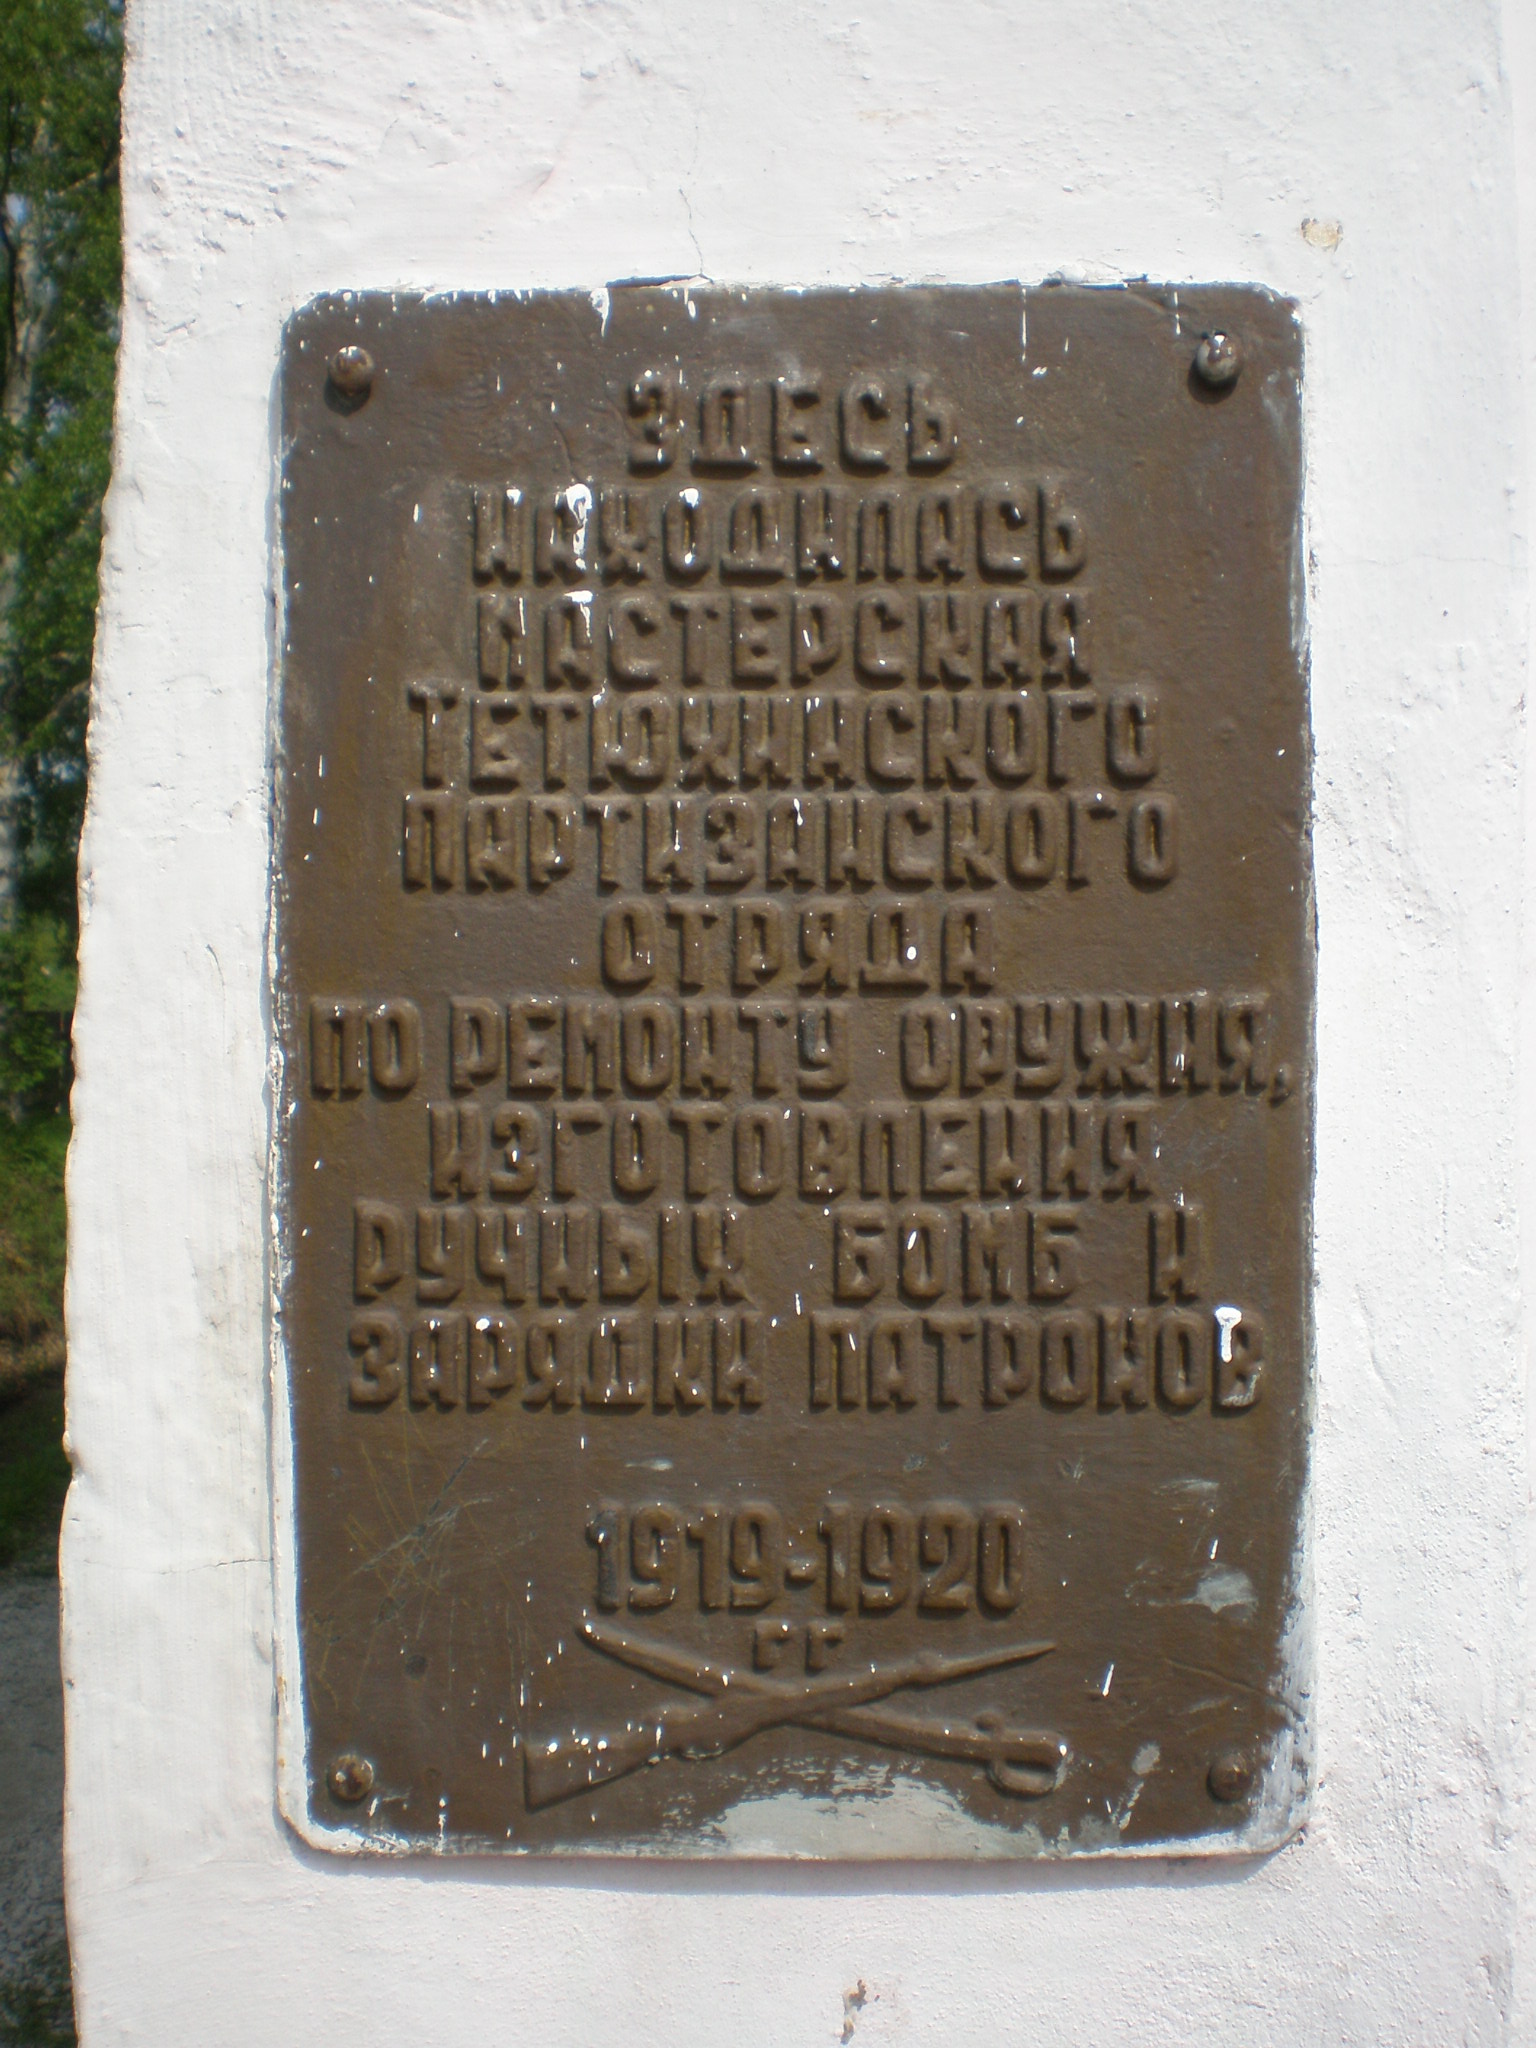 ЗДЕСЬ
НАХОДИЛАСЬ
МАСТЕРСКАЯ
ТЕТЮХИНСКОГО
ПАРТИЗАНСКОГО
ОТРЯДА
ПО РЕМОНТУ ОРУЖИЯ,
ИЗГОТОВЛЕНИЯ
РУЧНЫХ БОМБ И
ЗАРЯДКИ ПАТРОНОВ
1919-1920
гг